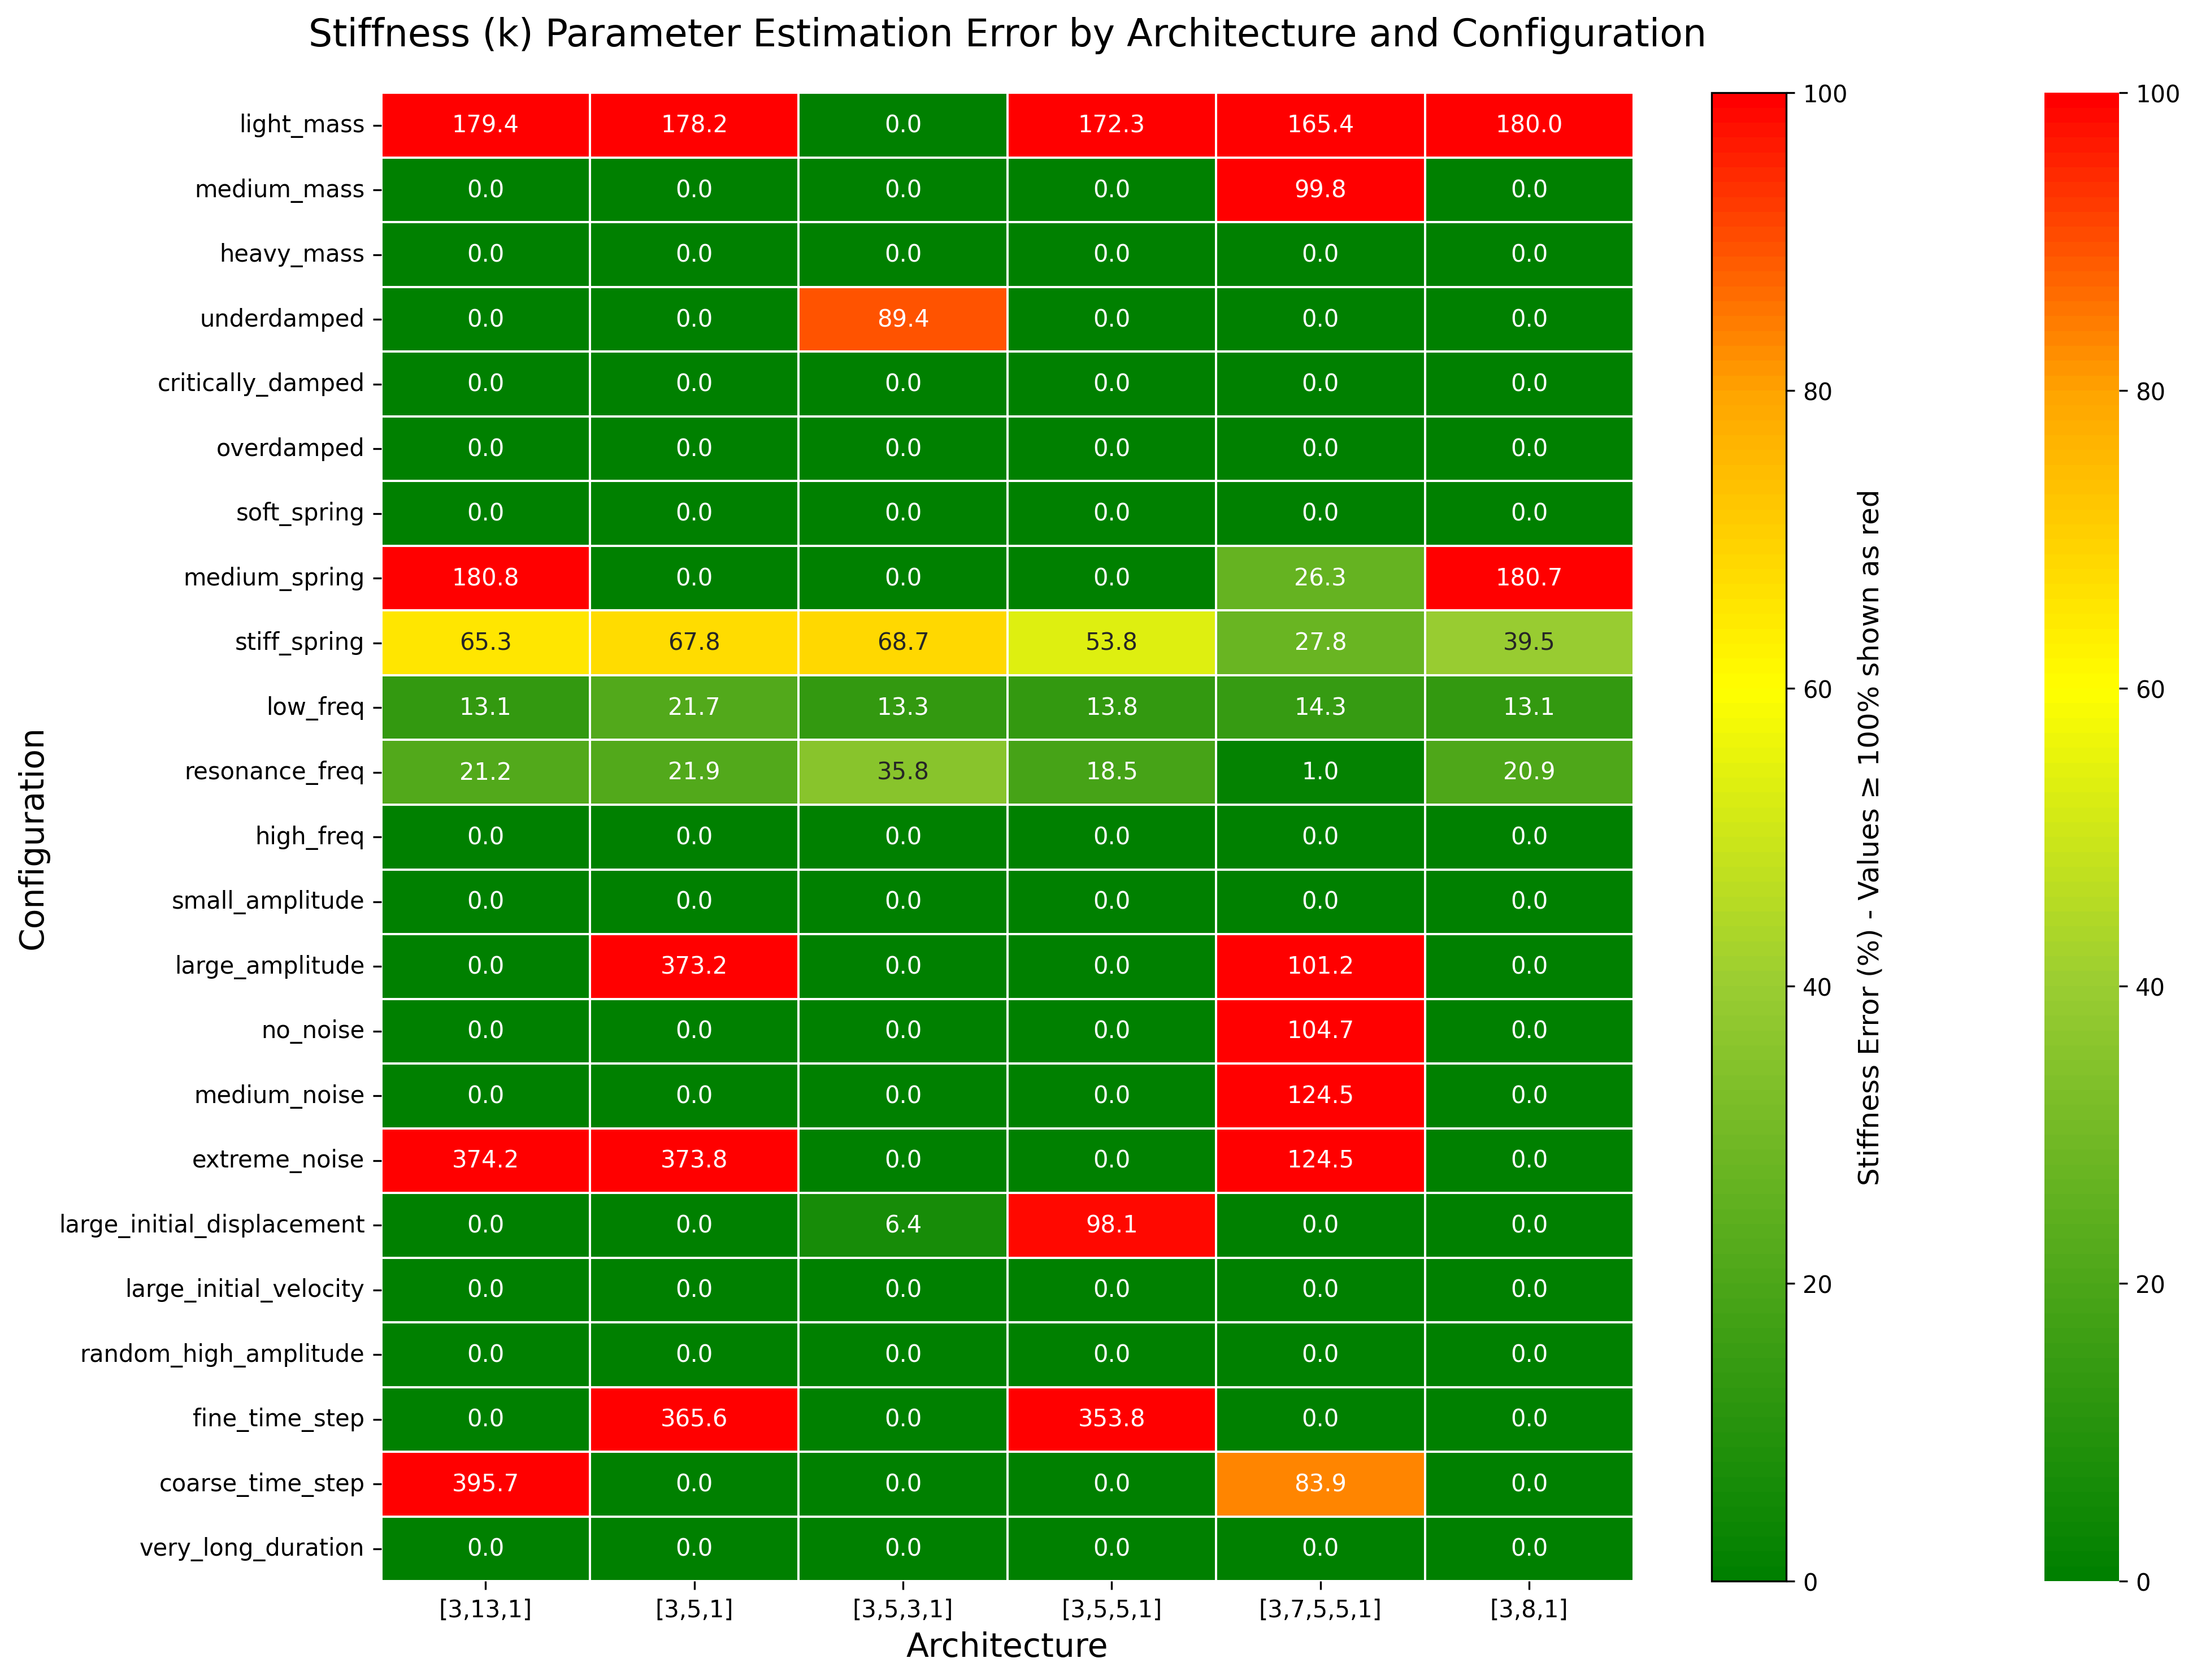 Stiffness (k) Parameter Estimation Error by Architecture and Configuration
light_mass 179.4 178.2 0.0 172.3 165.4 180.0
medium_mass 0.0 0.0 0.0 0.0 99.8 0.0
heavy_mass 0.0 0.0 0.0 0.0 0.0 0.0
underdamped 0.0 0.0 89.4 0.0 0.0 0.0
critically_damped 0.0 0.0 0.0 0.0 0.0 0.0
overdamped 0.0 0.0 0.0 0.0 0.0 0.0
soft_spring 0.0 0.0 0.0 0.0 0.0 0.0
medium_spring 180.8 0.0 0.0 0.0 26.3 180.7
stiff_spring 65.3 67.8 68.7 53.8 27.8 39.5
low_freq 13.1 21.7 13.3 13.8 14.3 13.1
resonance_freq 21.2 21.9 35.8 18.5 1.0 20.9
high_freq 0.0 0.0 0.0 0.0 0.0 0.0
small_amplitude 0.0 0.0 0.0 0.0 0.0 0.0
large_amplitude 0.0 373.2 0.0 0.0 101.2 0.0
no_noise 0.0 0.0 0.0 0.0 104.7 0.0
medium_noise 0.0 0.0 0.0 0.0 124.5 0.0
extreme_noise 374.2 373.8 0.0 0.0 124.5 0.0
large_initial_displacement 0.0 0.0 6.4 98.1 0.0 0.0
large_initial_velocity 0.0 0.0 0.0 0.0 0.0 0.0
random_high_amplitude 0.0 0.0 0.0 0.0 0.0 0.0
fine_time_step 0.0 365.6 0.0 353.8 0.0 0.0
coarse_time_step 395.7 0.0 0.0 0.0 83.9 0.0
very_long_duration 0.0 0.0 0.0 0.0 0.0 0.0
[3,13,1] [3,5,1] [3,5,3,1] [3,5,5,1] [3,7,5,5,1] [3,8,1]
Architecture
Configuration
100
80
60
40
20
0
Stiffness Error (%) - Values ≥ 100% shown as red
100
80
60
40
20
0